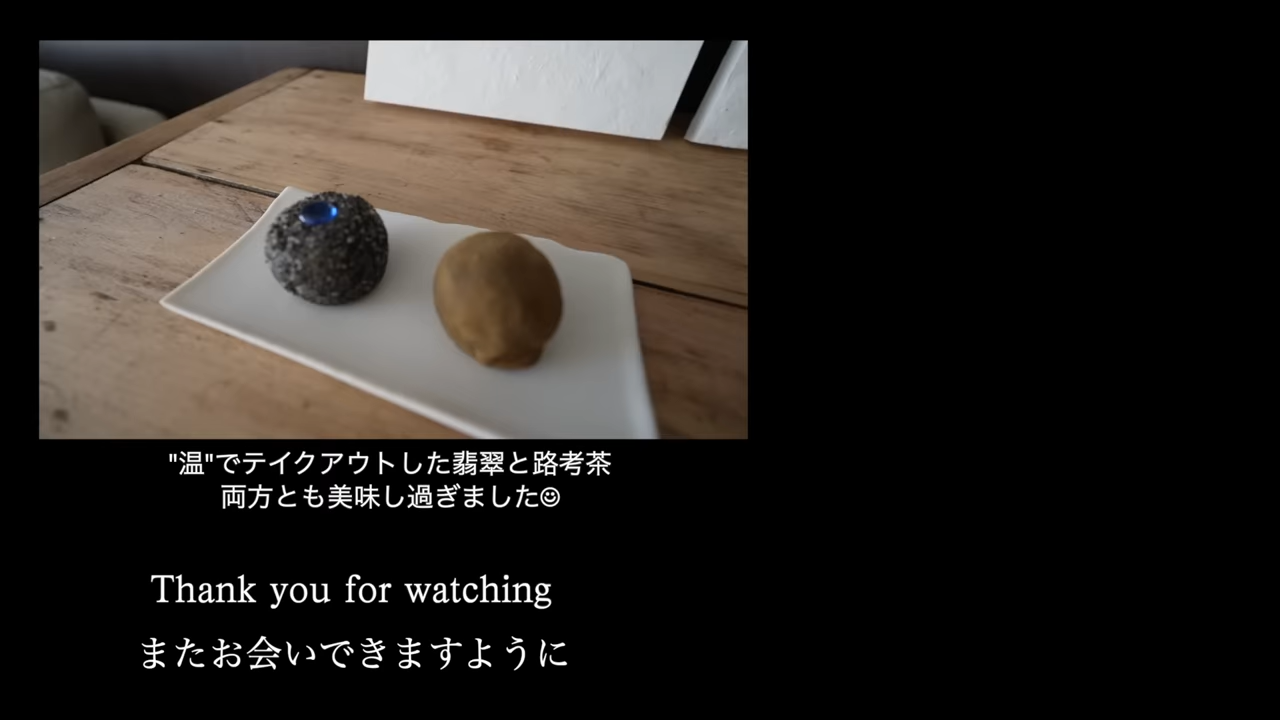 "温"でテイクアウトした翡翠と路考茶
両方とも美味し過ぎました☺
Thank you for watching
またお会いできますように